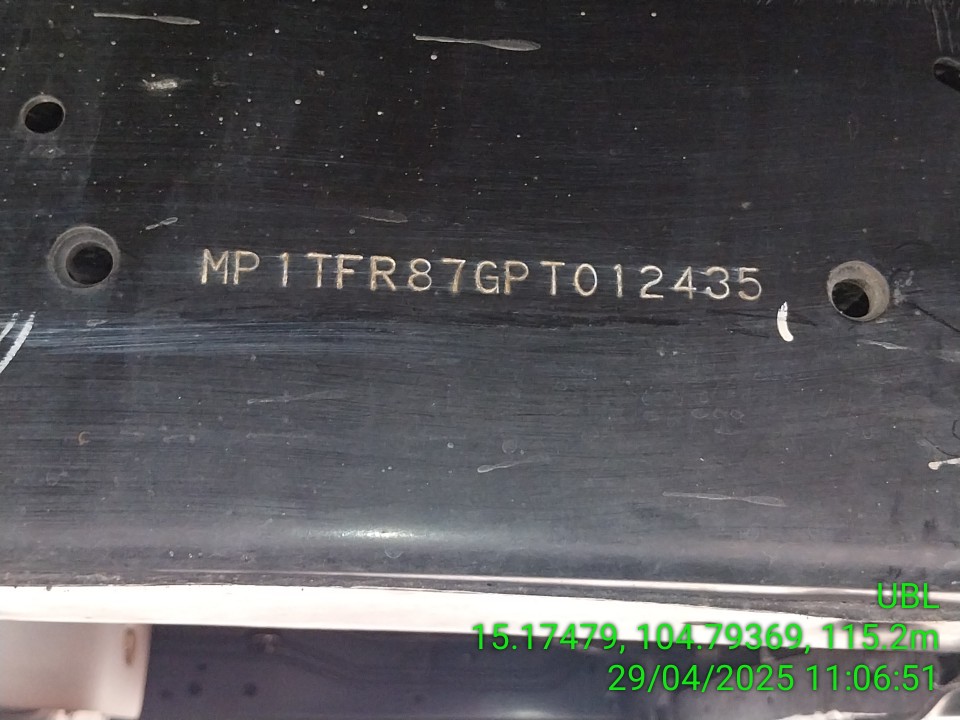 MP1TFR87GPT012435
UBL
15.17479, 104.79369, 115.2m
29/04/2025 11:06:51